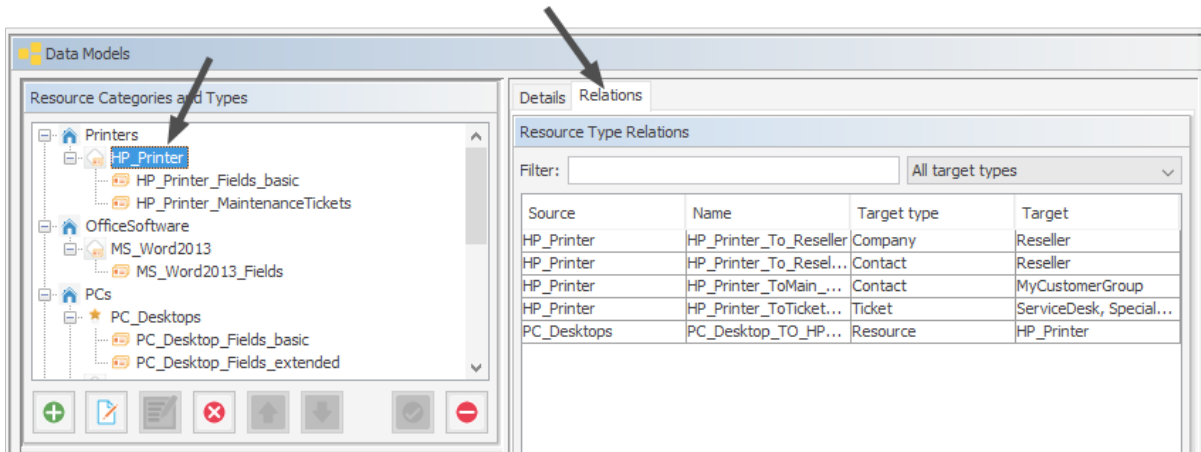 Data Models
Resource Categories and Types
Printers
HP_Printer
HP_Printer_Fields_basic
HP_Printer_MaintenanceTickets
OfficeSoftware
MS_Word2013
MS_Word2013_Fields
PCs
PC_Desktops
PC_Desktop_Fields_basic
PC_Desktop_Fields_extended
Details Relations
Resource Type Relations
Filter: All target types
Source Name Target type Target
HP_Printer HP_Printer_To_Reseller Company Reseller
HP_Printer HP_Printer_To_Resel... Contact Reseller
HP_Printer HP_Printer_ToMain_... Contact MyCustomerGroup
HP_Printer HP_Printer_ToTicket... Ticket ServiceDesk, Special...
PC_Desktops PC_Desktop_TO_HP... Resource HP_Printer